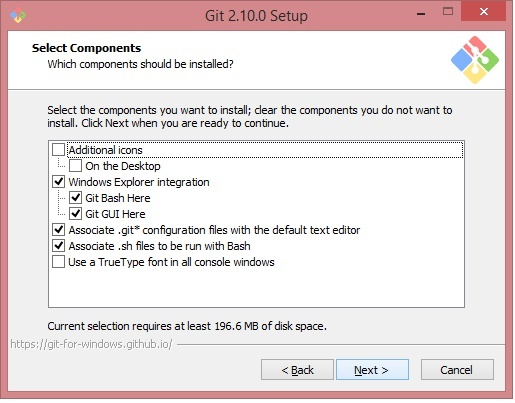 Git 2.10.0 Setup
Select Components
Which components should be installed?
Select the components you want to install; clear the components you do not want to
install. Click Next when you are ready to continue.
Additional icons
On the Desktop
Windows Explorer integration
Git Bash Here
Git GUI Here
Associate .git* configuration files with the default text editor
Associate .sh files to be run with Bash
Use a TrueType font in all console windows
Current selection requires at least 196.6 MB of disk space.
https://git-for-windows.github.io/
< Back
Next >
Cancel